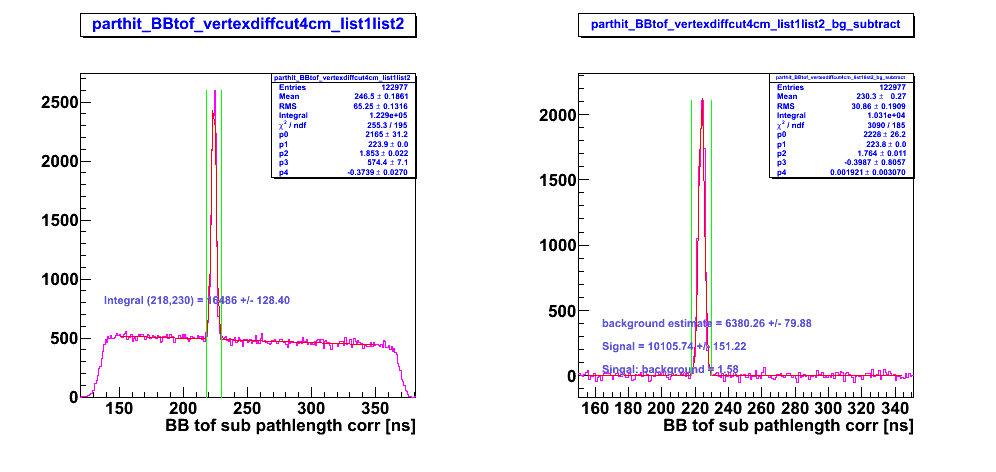 parthit_BBtof_vertexdiffcut4cm_list1list2
parthit_BBtof_vertexdiffcut4cm_list1list2
Entries 122977
Mean 246.5 ± 0.1861
RMS 65.25 ± 0.1316
Integral 1.229e+05
χ² / ndf 255.3 / 195
p0 2165 ± 31.2
p1 223.9 ± 0.0
p2 1.853 ± 0.022
p3 574.4 ± 7.1
p4 -0.3739 ± 0.0270
2500
2000
1500
1000
500
0
Integral (218,230) = 16486 +/- 128.40
150 200 250 300 350
BB tof sub pathlength corr [ns]
parthit_BBtof_vertexdiffcut4cm_list1list2_bg_subtract
parthit_BBtof_vertexdiffcut4cm_list1list2_bg_subtract
Entries 122977
Mean 230.3 ± 0.27
RMS 30.86 ± 0.1909
Integral 1.031e+04
χ² / ndf 3090 / 185
p0 2228 ± 26.2
p1 223.8 ± 0.0
p2 1.764 ± 0.011
p3 -0.3987 ± 0.8057
p4 0.001921 ± 0.003070
2000
1500
1000
500
0
background estimate = 6380.26 +/- 79.88
Signal = 10105.74 +/- 151.22
Singal: background = 1.58
160 180 200 220 240 260 280 300 320 340
BB tof sub pathlength corr [ns]